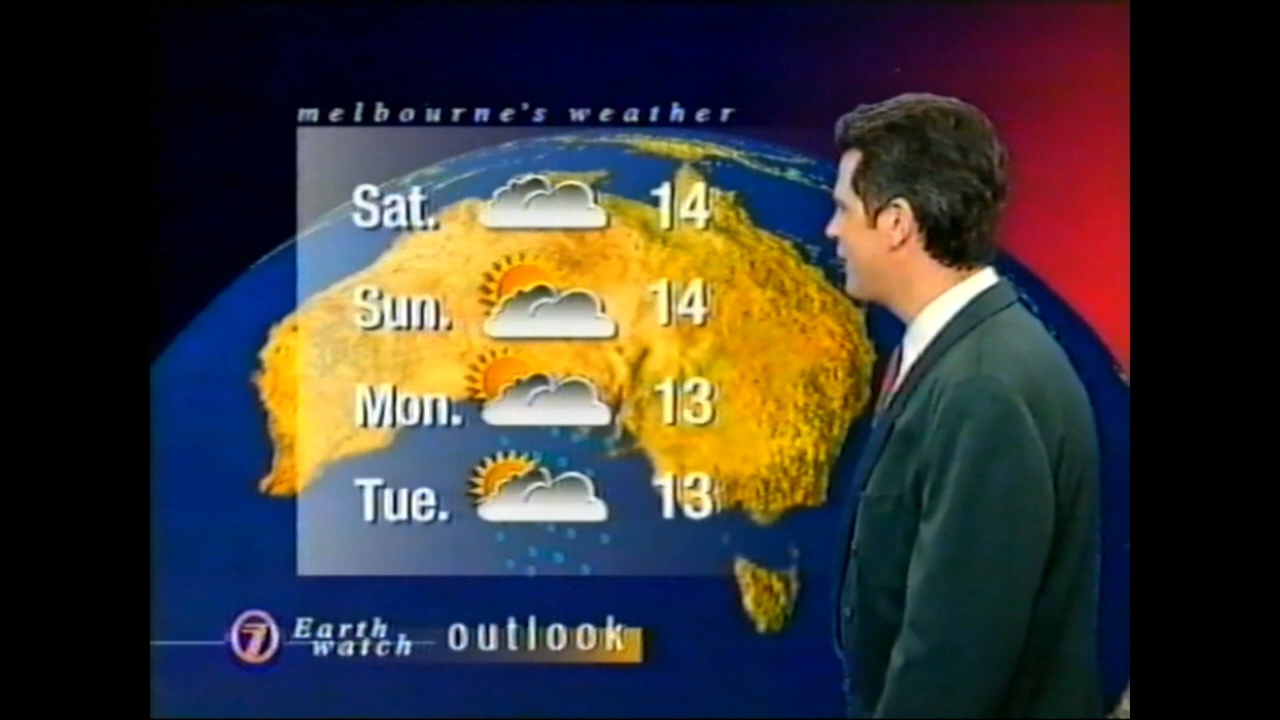 melbourne's weather
Sat. 14
Sun. 14
Mon. 13
Tue. 13
7 Earth watch outlook